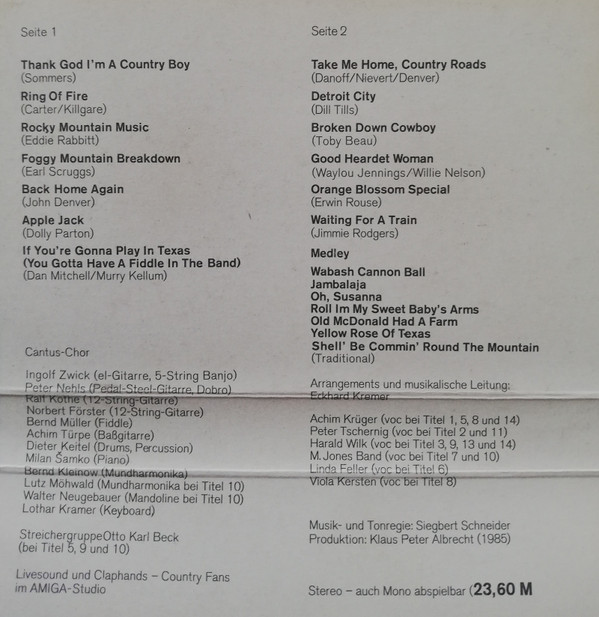 Seite 1
Thank God I'm A Country Boy
(Sommers)
Ring Of Fire
(Carter/Killgare)
Rocky Mountain Music
(Eddie Rabbitt)
Foggy Mountain Breakdown
(Earl Scruggs)
Back Home Again
(John Denver)
Apple Jack
(Dolly Parton)
If You're Gonna Play In Texas
(You Gotta Have A Fiddle In The Band)
(Dan Mitchell/Murry Kellum)
Cantus-Chor
Ingolf Zwick (el-Gitarre, 5-String Banjo)
Peter Nehls (Pedal-Steel-Gitarre, Dobro)
Ralf Kothe (12-String-Gitarre)
Norbert Förster (12-String-Gitarre)
Bernd Müller (Fiddle)
Achim Türpe (Baßgitarre)
Dieter Keitel (Drums, Percussion)
Milan Šamko (Piano)
Bernd Kleinow (Mundharmonika)
Lutz Möhwald (Mundharmonika bei Titel 10)
Walter Neugebauer (Mandoline bei Titel 10)
Lothar Kramer (Keyboard)
StreichergruppeOtto Karl Beck
(bei Titel 5, 9 und 10)
Livesound und Claphands – Country Fans
im AMIGA-Studio
Seite 2
Take Me Home, Country Roads
(Danoff/Nievert/Denver)
Detroit City
(Dill Tills)
Broken Down Cowboy
(Toby Beau)
Good Heardet Woman
(Waylou Jennings/Willie Nelson)
Orange Blossom Special
(Erwin Rouse)
Waiting For A Train
(Jimmie Rodgers)
Medley
Wabash Cannon Ball
Jambalaja
Oh, Susanna
Roll Im My Sweet Baby's Arms
Old McDonald Had A Farm
Yellow Rose Of Texas
Shell' Be Commin' Round The Mountain
(Traditional)
Arrangements und musikalische Leitung:
Eckhard Kremer
Achim Krüger (voc bei Titel 1, 5, 8 und 14)
Peter Tschernig (voc bei Titel 2 und 11)
Harald Wilk (voc bei Titel 3, 9, 13 und 14)
M. Jones Band (voc bei Titel 7 und 10)
Linda Feller (voc bei Titel 6)
Viola Kersten (voc bei Titel 8)
Musik- und Tonregie: Siegbert Schneider
Produktion: Klaus Peter Albrecht (1985)
Stereo – auch Mono abspielbar (23,60 M